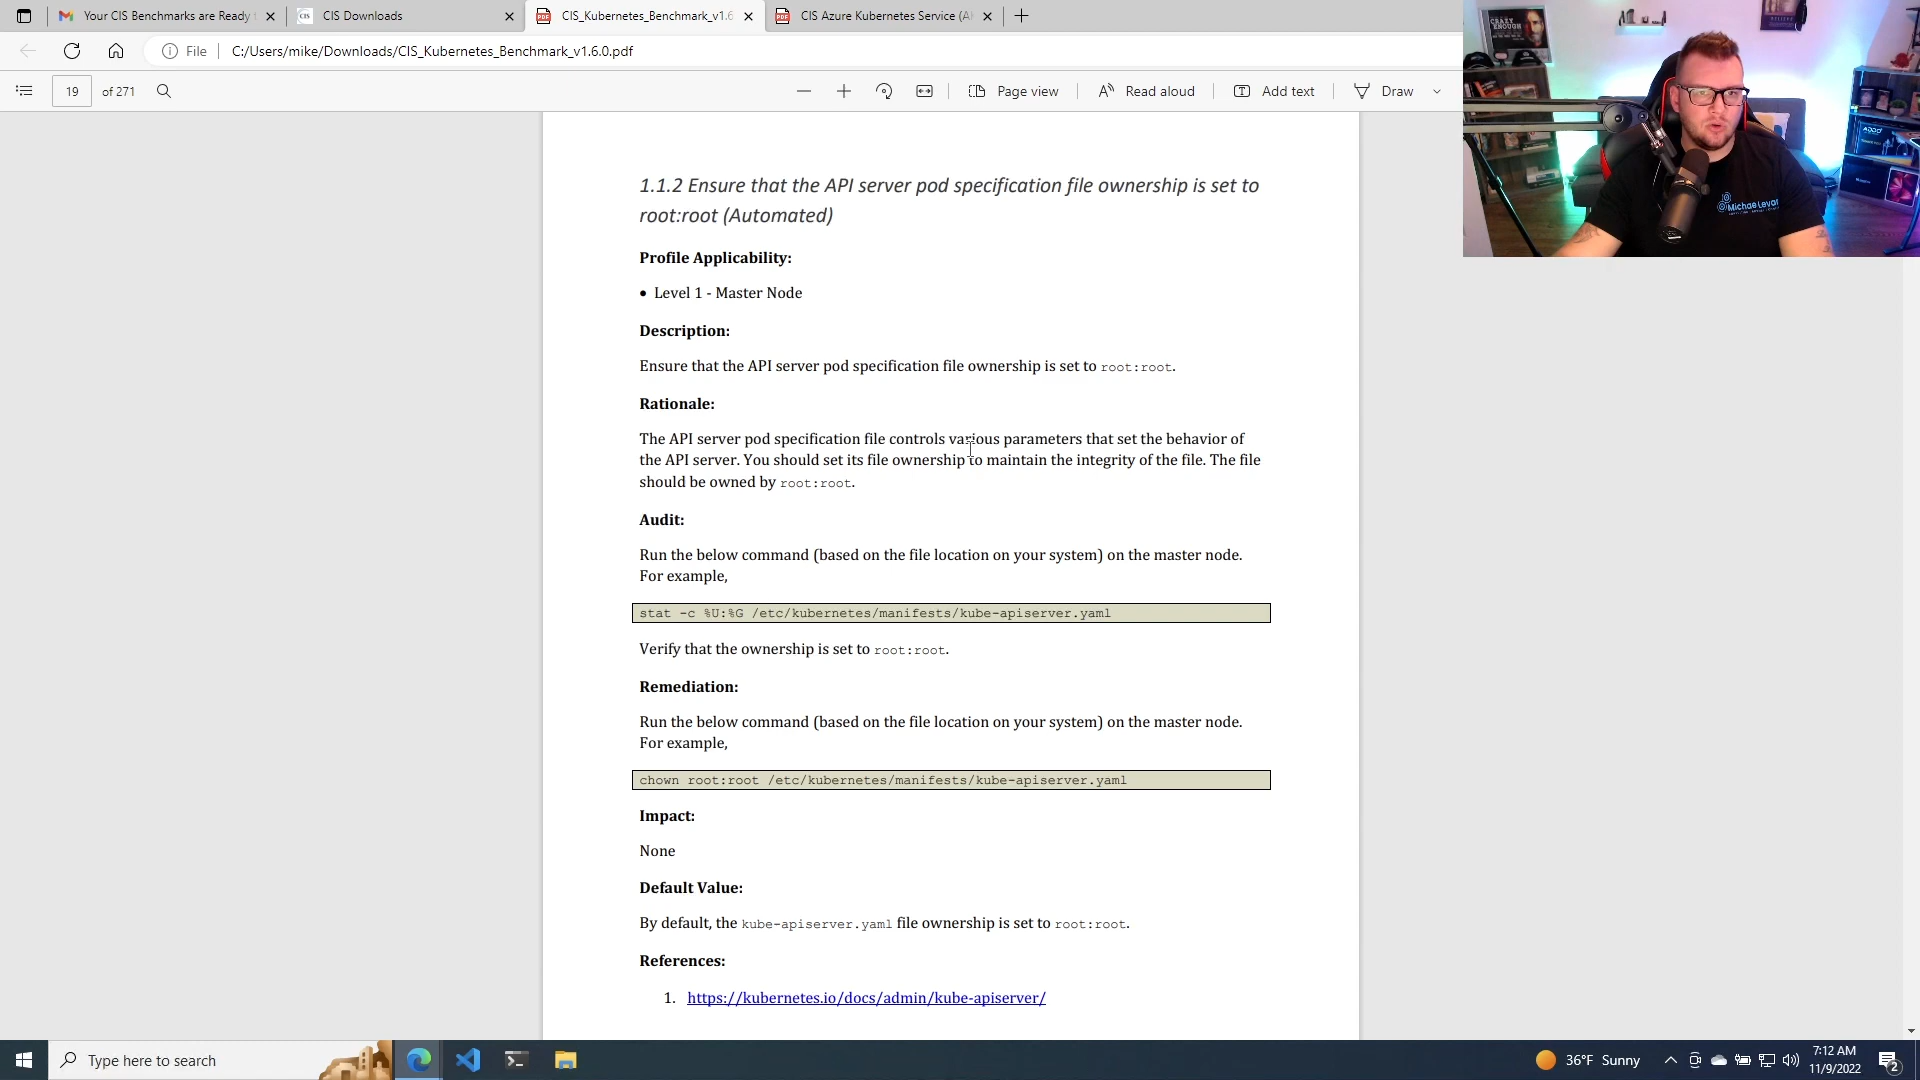 Your CIS Benchmarks are Ready
CIS
CIS Downloads
CIS_Kubernetes_Benchmark_v1.6
CIS Azure Kubernetes Service (A
File
C:/Users/mike/Downloads/CIS_Kubernetes_Benchmark_v1.6.0.pdf
19 of 271
Page view
Read aloud
Add text
Draw
CRAZY
ENOUGH
BELIEVE
Michael Levan
1.1.2 Ensure that the API server pod specification file ownership is set to
root:root (Automated)
Profile Applicability:
• Level 1 - Master Node
Description:
Ensure that the API server pod specification file ownership is set to root:root.
Rationale:
The API server pod specification file controls various parameters that set the behavior of
the API server. You should set its file ownership to maintain the integrity of the file. The file
should be owned by root:root.
Audit:
Run the below command (based on the file location on your system) on the master node.
For example,
stat -c %U:%G /etc/kubernetes/manifests/kube-apiserver.yaml
Verify that the ownership is set to root:root.
Remediation:
Run the below command (based on the file location on your system) on the master node.
For example,
chown root:root /etc/kubernetes/manifests/kube-apiserver.yaml
Impact:
None
Default Value:
By default, the kube-apiserver.yaml file ownership is set to root:root.
References:
1. https://kubernetes.io/docs/admin/kube-apiserver/
Type here to search
36°F Sunny
7:12 AM
11/9/2022
2